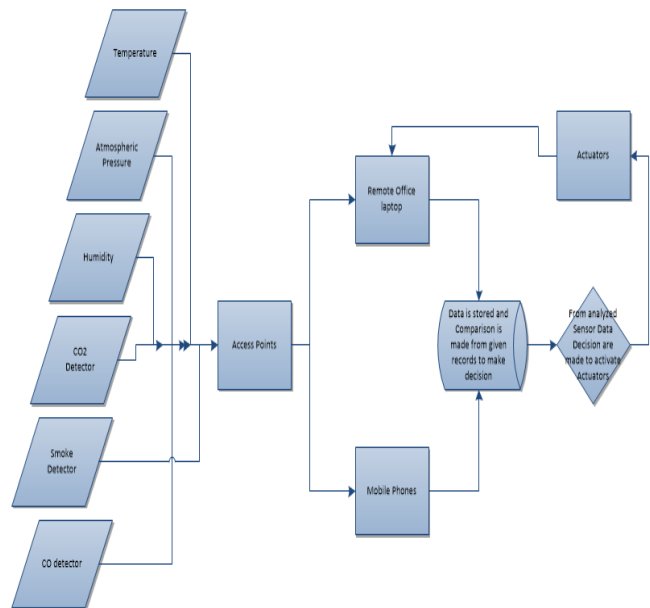 Temperature
Atmospheric
Pressure
Humidity
CO2
Detector
Smoke
Detector
CO detector
Access Points
Remote Office
laptop
Mobile Phones
Data is stored and
Comparison is
made from given
records to make
decision
From analyzed
Sensor Data
Decision are
made to activate
Actuators
Actuators